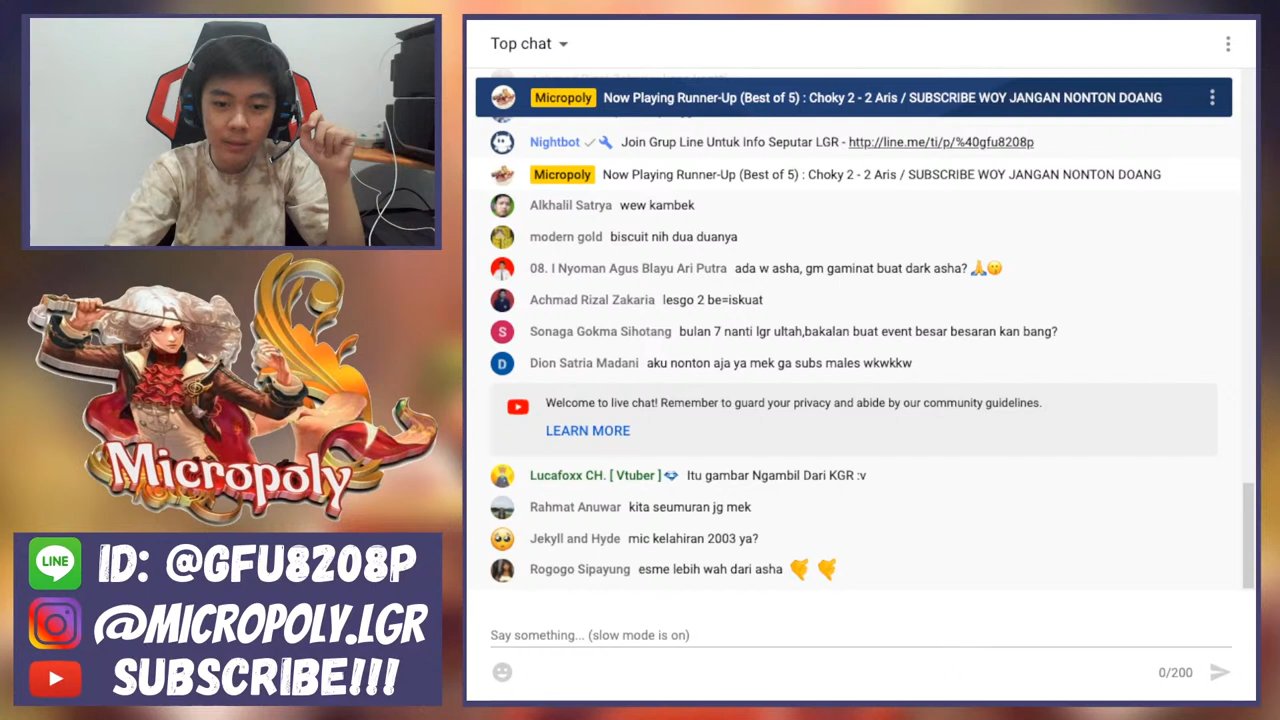 Top chat
Micropoly Now Playing Runner-Up (Best of 5) : Choky 2 - 2 Aris / SUBSCRIBE WOY JANGAN NONTON DOANG
Nightbot Join Grup Line Untuk Info Seputar LGR - http://line.me/ti/p/%40gfu8208p
Micropoly Now Playing Runner-Up (Best of 5) : Choky 2 - 2 Aris / SUBSCRIBE WOY JANGAN NONTON DOANG
Alkhalil Satrya wew kambek
modern gold biscuit nih dua duanya
08. I Nyoman Agus Blayu Ari Putra ada w asha, gm gaminat buat dark asha? 🙏🤭
Achmad Rizal Zakaria lesgo 2 be=iskuat
S Sonaga Gokma Sihotang bulan 7 nanti lgr ultah,bakalan buat event besar besaran kan bang?
D Dion Satria Madani aku nonton aja ya mek ga subs males wkwkkw
Welcome to live chat! Remember to guard your privacy and abide by our community guidelines.
LEARN MORE
Lucafoxx CH. [ Vtuber ] Itu gambar Ngambil Dari KGR :v
Rahmat Anuwar kita seumuran jg mek
Jekyll and Hyde mic kelahiran 2003 ya?
Rogogo Sipayung esme lebih wah dari asha
Say something... (slow mode is on)
0/200
Micropoly
LINE ID: @GFU8208P
@MICROPOLY.LGR
SUBSCRIBE!!!